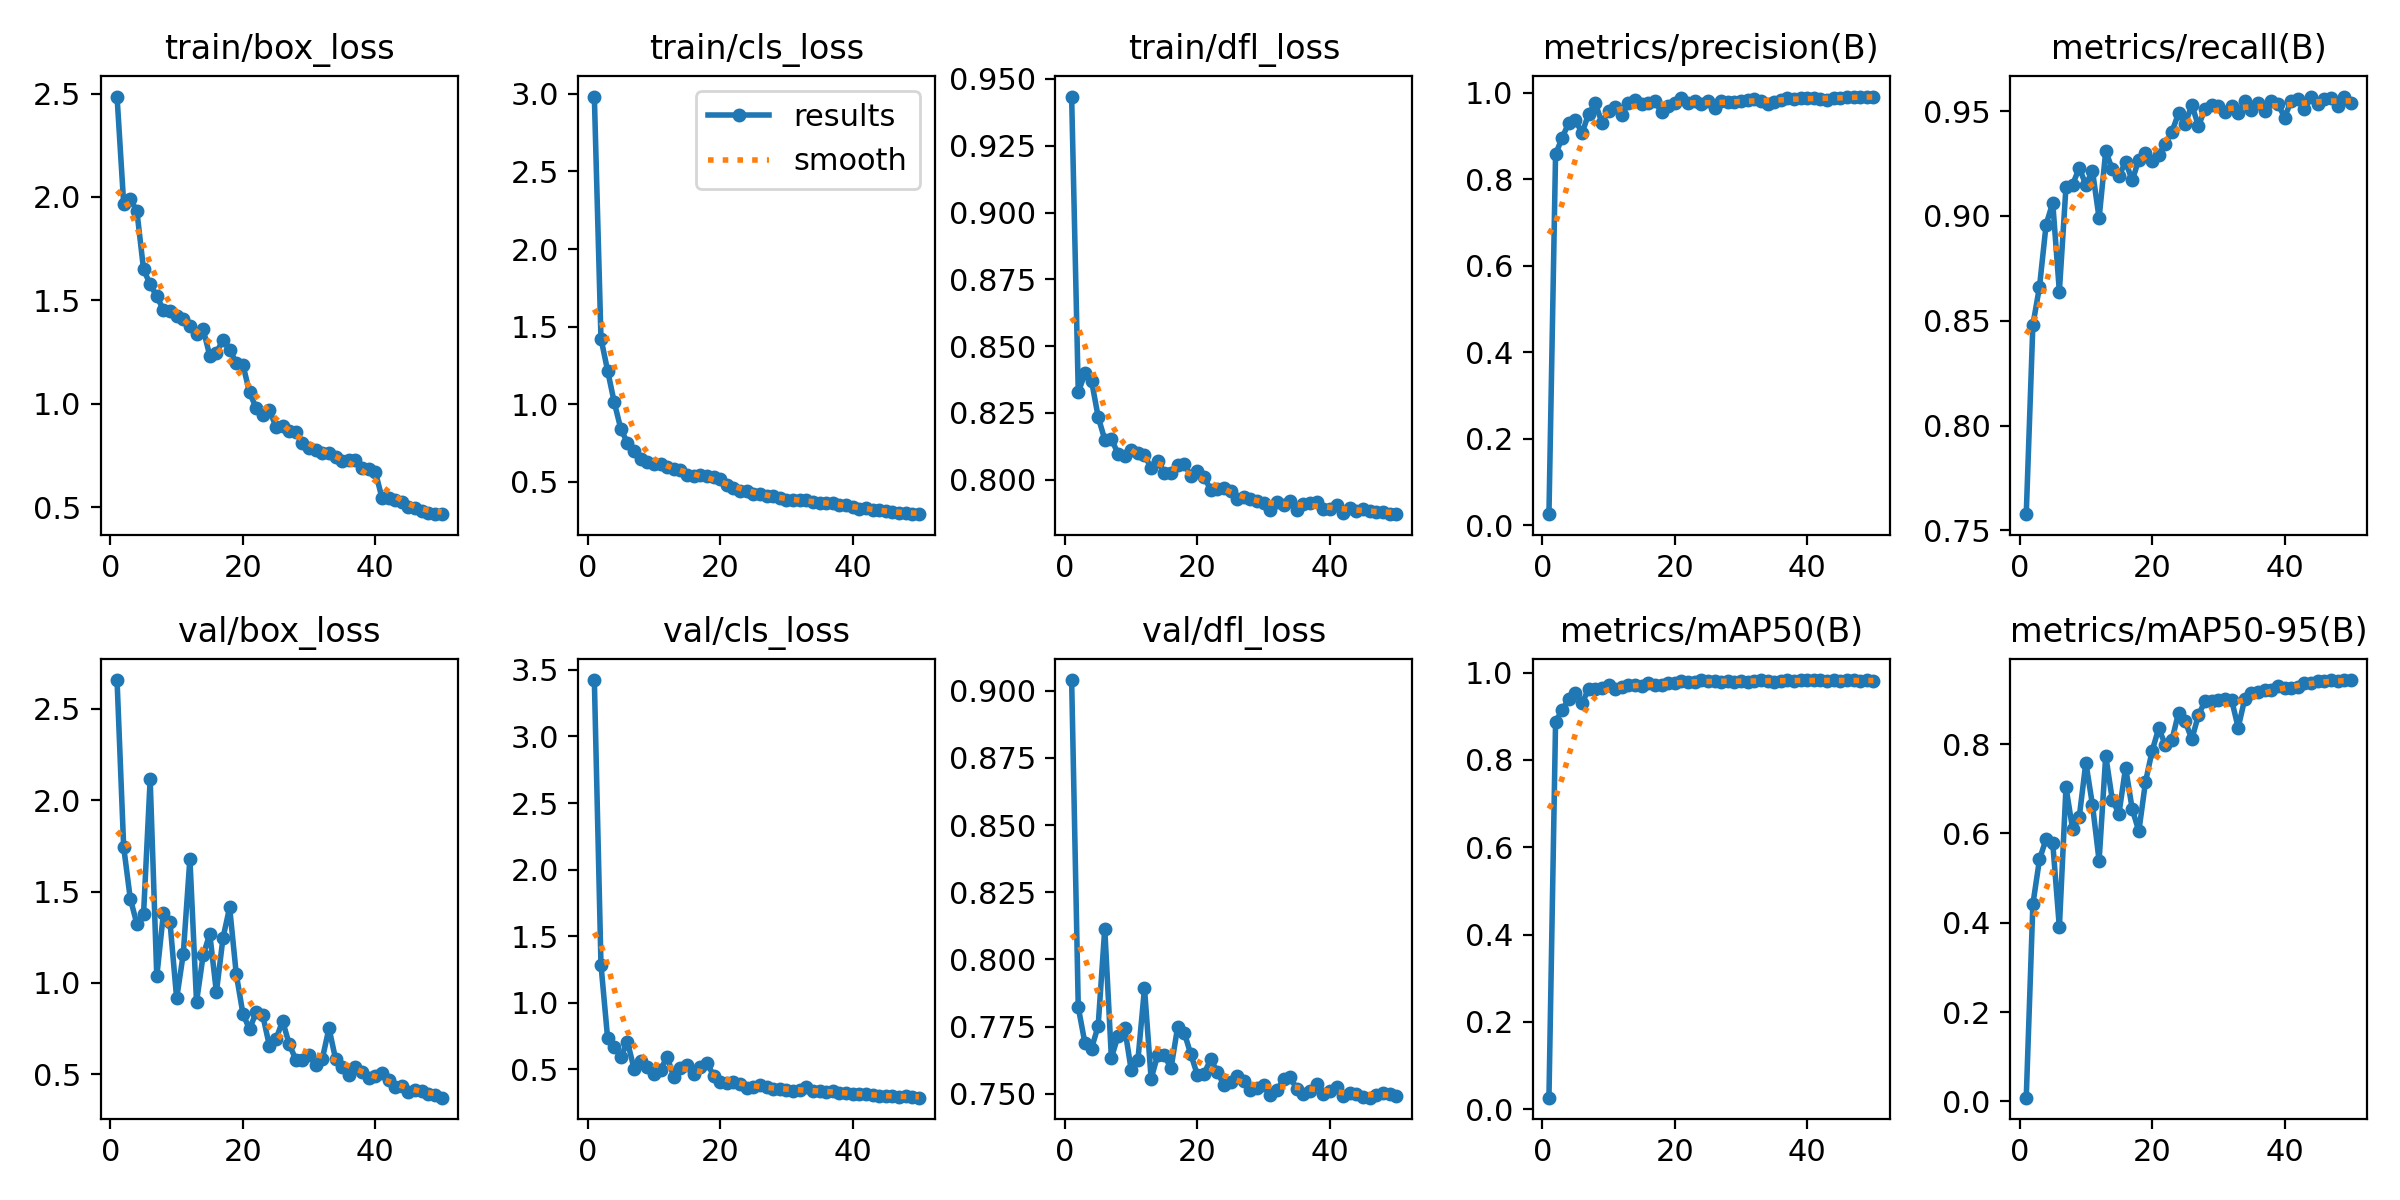 train/box_loss
2.5
2.0
1.5
1.0
0.5
0 20 40
train/cls_loss
3.0
2.5
2.0
1.5
1.0
0.5
0 20 40
results
smooth
train/dfl_loss
0.950
0.925
0.900
0.875
0.850
0.825
0.800
0 20 40
metrics/precision(B)
1.0
0.8
0.6
0.4
0.2
0.0
0 20 40
metrics/recall(B)
0.95
0.90
0.85
0.80
0.75
0 20 40
val/box_loss
2.5
2.0
1.5
1.0
0.5
0 20 40
val/cls_loss
3.5
3.0
2.5
2.0
1.5
1.0
0.5
0 20 40
val/dfl_loss
0.900
0.875
0.850
0.825
0.800
0.775
0.750
0 20 40
metrics/mAP50(B)
1.0
0.8
0.6
0.4
0.2
0.0
0 20 40
metrics/mAP50-95(B)
0.8
0.6
0.4
0.2
0.0
0 20 40